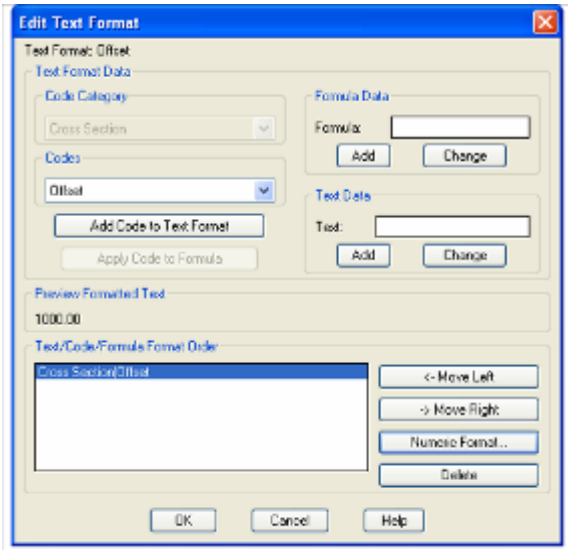 Edit Text Format
Text Format: Offset
Text Format Data
Code Category
Cross Section
Codes
Offset
Add Code to Text Format
Apply Code to Formula
Formula Data
Formula:
Add
Change
Text Data
Text:
Add
Change
Preview Formatted Text
1000.00
Text/Code/Formula Format Order
Cross Section|Offset
<- Move Left
-> Move Right
Numeric Format...
Delete
OK
Cancel
Help